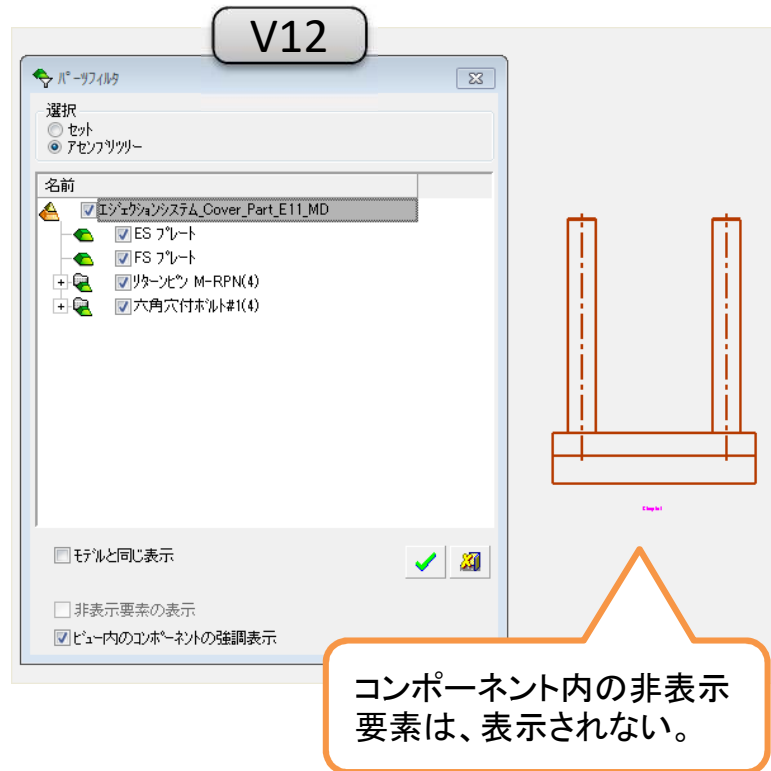 V12
パーツフィルタ
選択
セット
アセンブリツリー
名前
エジェクションシステム_Cover_Part_E11_MD
ES プレート
FS プレート
リターンピン M-RPN(4)
六角穴付ボルト#1(4)
モデルと同じ表示
非表示要素の表示
ビュー内のコンポーネントの強調表示
コンポーネント内の非表示
要素は、表示されない。